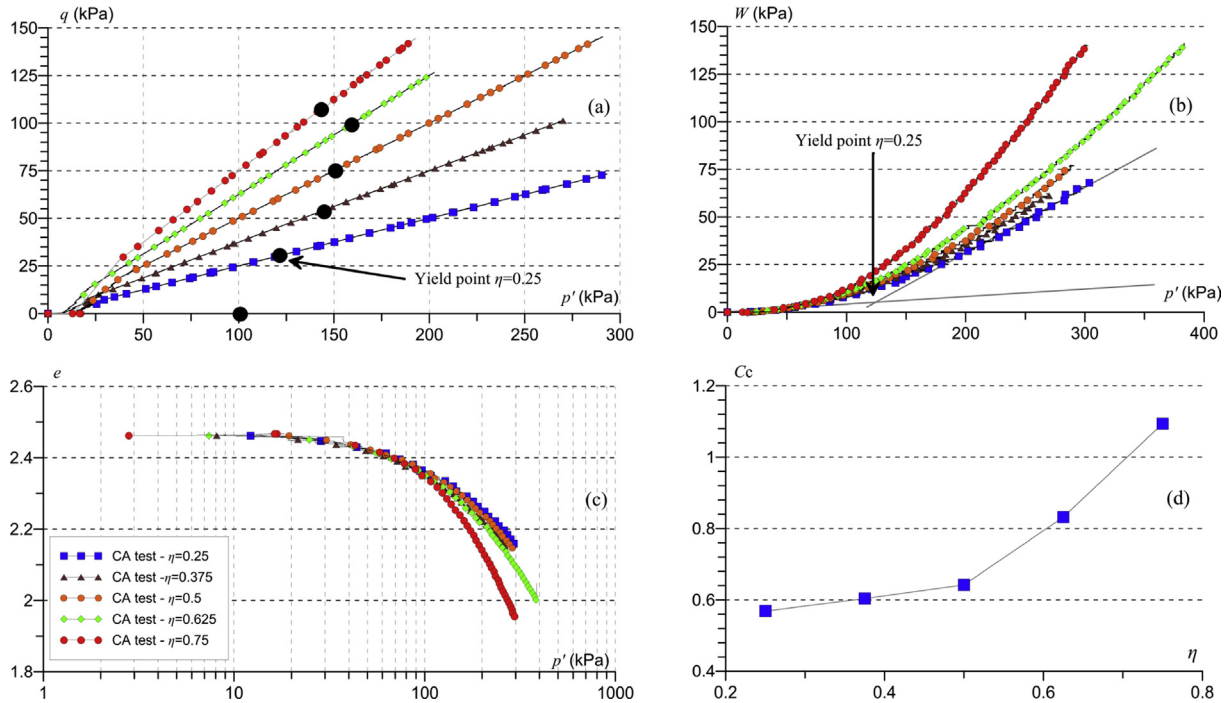 q (kPa)
150
125
100
75
50
25
0
(a)
Yield point η=0.25
p′ (kPa)
0 50 100 150 200 250 300
W (kPa)
150
125
100
75
50
25
0
(b)
Yield point η=0.25
p′ (kPa)
0 100 200 300 400
e
2.6
2.4
2.2
2
1.8
(c)
CA test - η=0.25
CA test - η=0.375
CA test - η=0.5
CA test - η=0.625
CA test - η=0.75
p′ (kPa)
1 10 100 1000
Cc
1.2
1
0.8
0.6
0.4
(d)
η
0.2 0.4 0.6 0.8